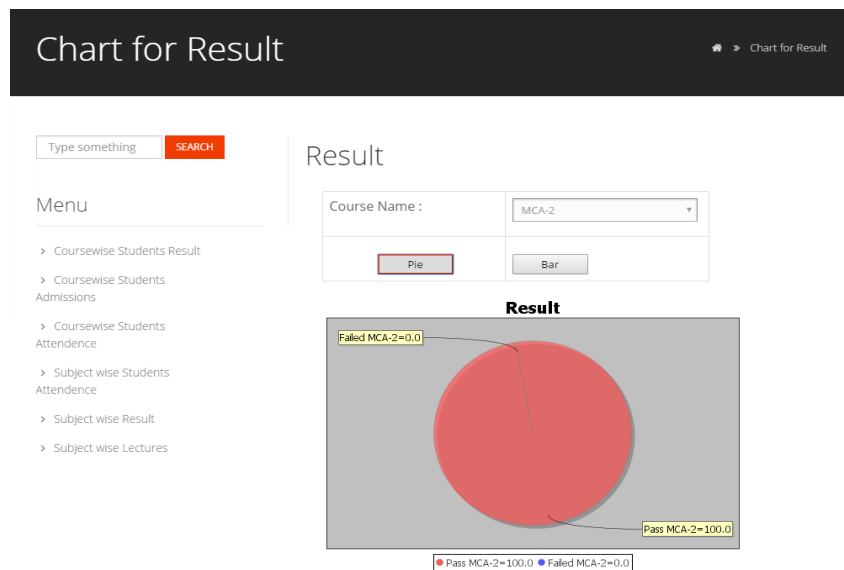 Chart for Result
» Chart for Result
Type something SEARCH
Menu
> Coursewise Students Result
> Coursewise Students
Admissions
> Coursewise Students
Attendence
> Subject wise Students
Attendence
> Subject wise Result
> Subject wise Lectures
Result
Course Name : MCA-2
Pie Bar
Result
Failed MCA-2=0.0
Pass MCA-2=100.0
Pass MCA-2=100.0 Failed MCA-2=0.0